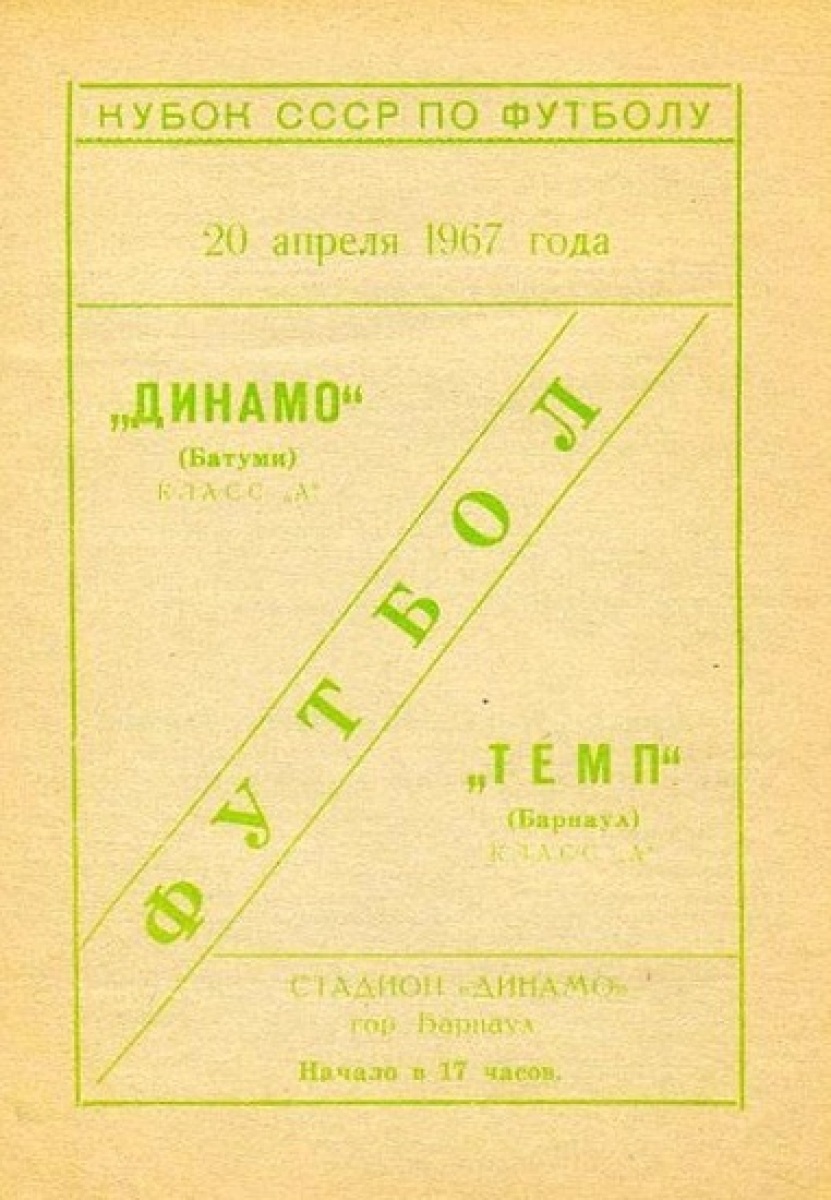 КУБОК СССР ПО ФУТБОЛУ
20 апреля 1967 года
„ДИНАМО“
(Батуми)
КЛАСС „А“
ФУТБОЛ
„ТЕМП“
(Барнаул)
КЛАСС „А“
СТАДИОН «ДИНАМО»
гор. Барнаул
Начало в 17 часов.